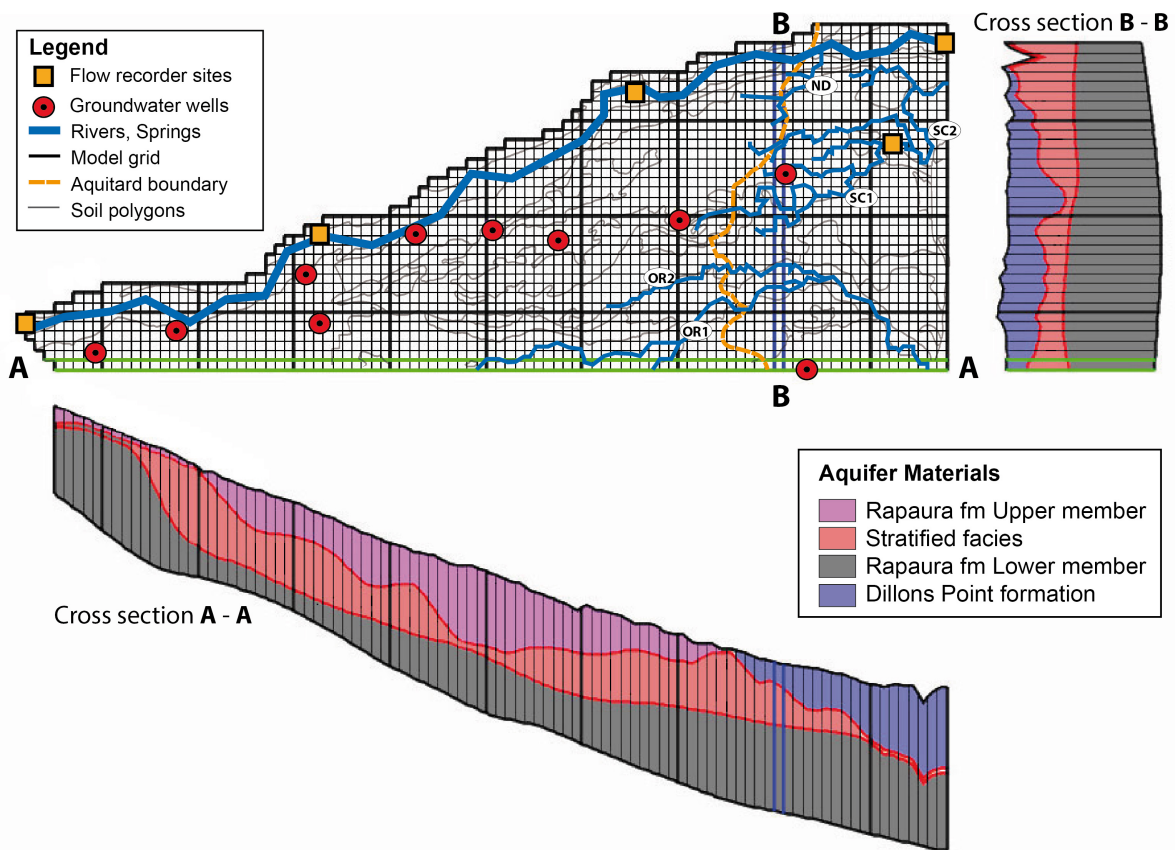 Legend
Flow recorder sites
Groundwater wells
Rivers, Springs
Model grid
Aquitard boundary
Soil polygons
B
Cross section B - B
ND
SC2
SC1
OR2
OR1
A
A
B
Cross section A - A
Aquifer Materials
Rapaura fm Upper member
Stratified facies
Rapaura fm Lower member
Dillons Point formation